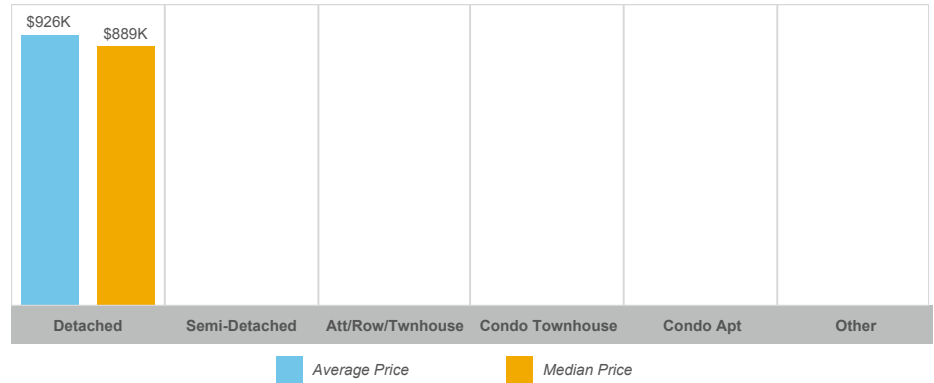 $926K
$889K
Detached Semi-Detached Att/Row/Twnhouse Condo Townhouse Condo Apt Other
Average Price Median Price